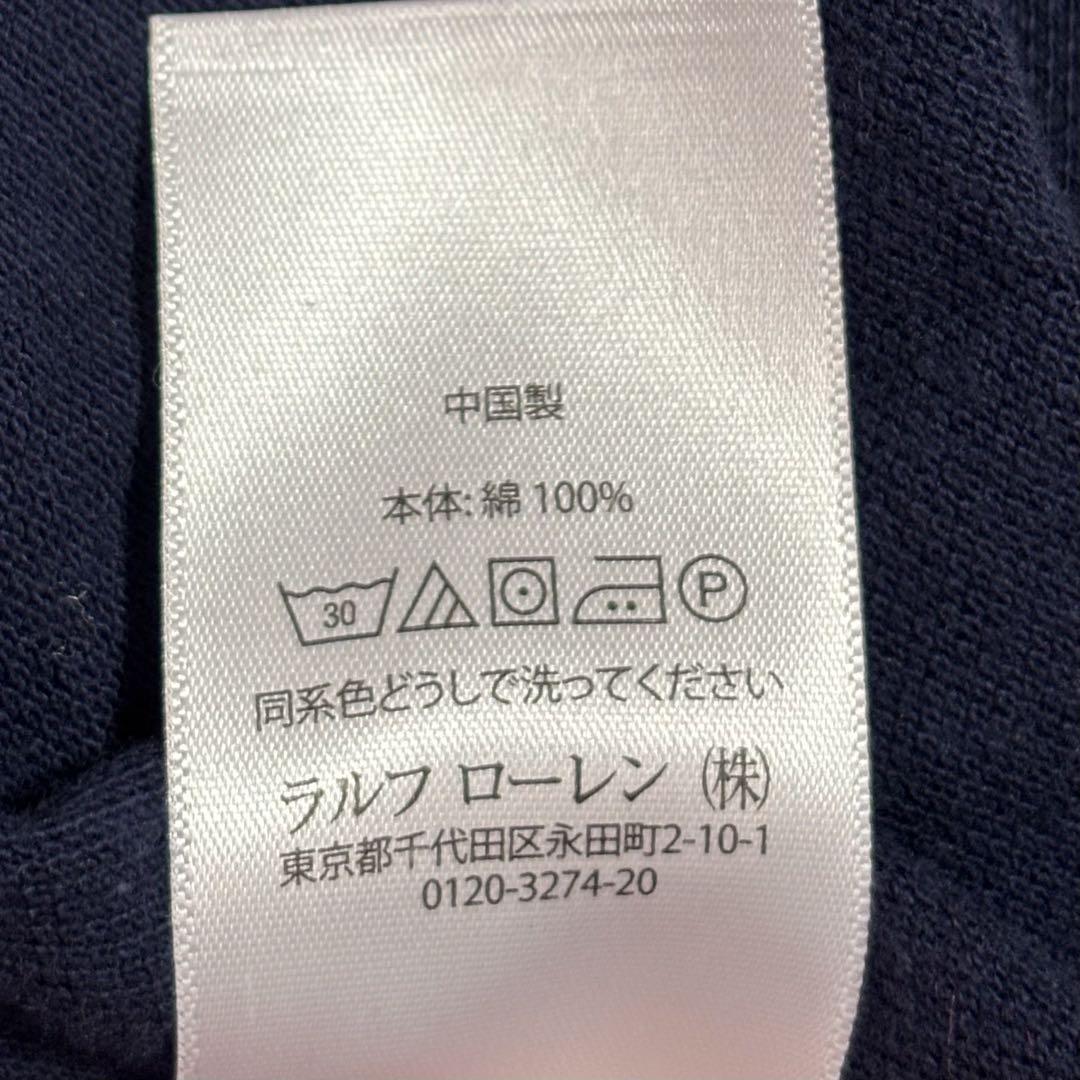 中国製
本体: 綿 100%
30 P
同系色どうしで洗ってください
ラルフ ローレン (株)
東京都千代田区永田町2-10-1
0120-3274-20